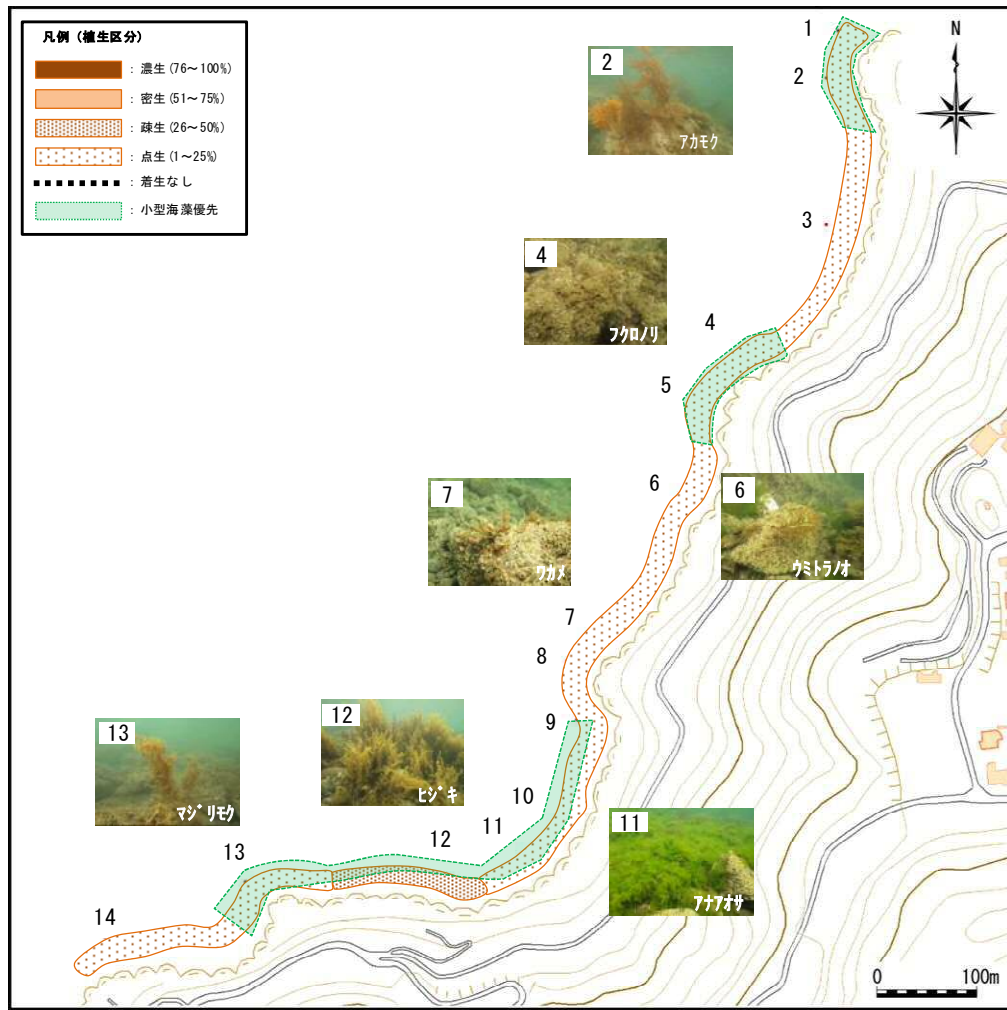 凡例（植生区分）
：濃生(76～100%)
：密生(51～75%)
：疎生(26～50%)
：点生(1～25%)
：着生なし
：小型海藻優先
N
1
2
2
アカモク
3
4
フクロノリ
4
5
6
6
ウミトラノオ
7
ワカメ
7
8
9
10
11
11
アナアオサ
12
ヒジキ
12
13
マジリモク
13
14
0 100m